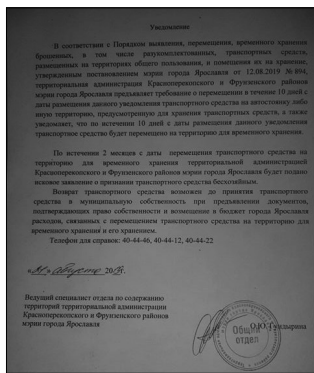 Уведомление
В соответствии с Порядком выявления, перемещения, временного хранения
брошенных, в том числе разукомплектованных, транспортных средств,
размещенных на территориях общего пользования, и помещения их на хранение,
утвержденным постановлением мэрии города Ярославля от 12.08.2019 №894,
территориальная администрация Красноперекопского и Фрунзенского районов
мэрии города Ярославля предъявляет требование о перемещении в течение 10 дней с
даты размещения данного уведомления транспортного средства на автостоянку либо
иную территорию, предусмотренную для хранения транспортных средств, а также
уведомляет, что по истечении 10 дней с даты размещения данного уведомления
транспортное средство будет перемещено на территорию для временного хранения.
По истечении 2 месяцев с даты перемещения транспортного средства на
территорию для временного хранения территориальной администрацией
Красноперекопского и Фрунзенского районов мэрии города Ярославля будет подано
исковое заявление о признании транспортного средства бесхозяйным.
Возврат транспортного средства возможен до принятия транспортного
средства в муниципальную собственность при предъявлении документов,
подтверждающих право собственности и возмещение в бюджет города Ярославля
расходов, связанных с перемещением транспортного средства на территорию для
временного хранения и его хранением.
Телефон для справок: 40-44-46, 40-44-12, 40-44-22
августа
Ведущий специалист отдела по содержанию
территорий территориальной администрации
Красноперекопского и Фрунзенского районов
мэрии города Ярославля
Общий
отдел